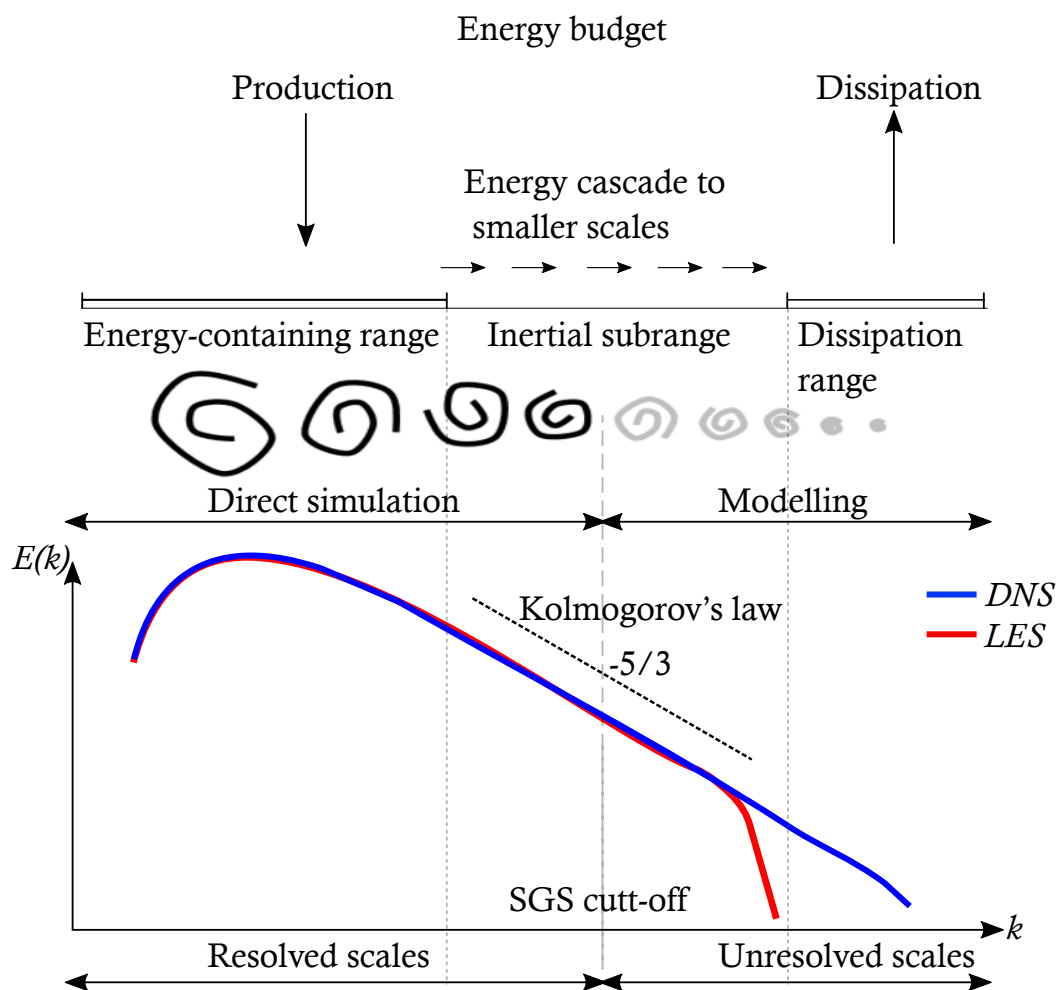 Energy budget
Production
Dissipation
Energy cascade to
smaller scales
Energy-containing range
Inertial subrange
Dissipation
range
Direct simulation
Modelling
E(k)
Kolmogorov's law
-5/3
DNS
LES
SGS cutt-off
k
Resolved scales
Unresolved scales